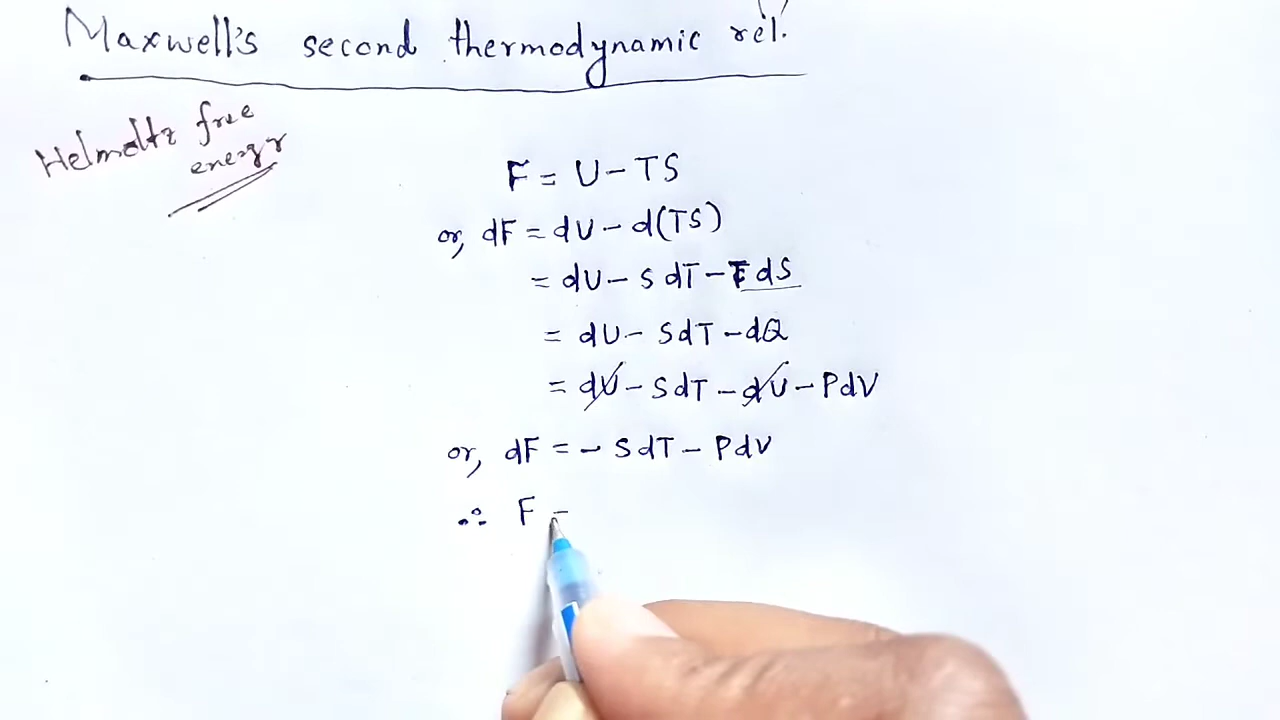 Maxwell's second thermodynamic rel.
Helmoltz free
energy
F = U - TS
or, dF = dU - d(TS)
= dU - SdT - TdS
= dU - SdT - dQ
= dU - SdT - dU - PdV
or, dF = - SdT - PdV
∴ F =